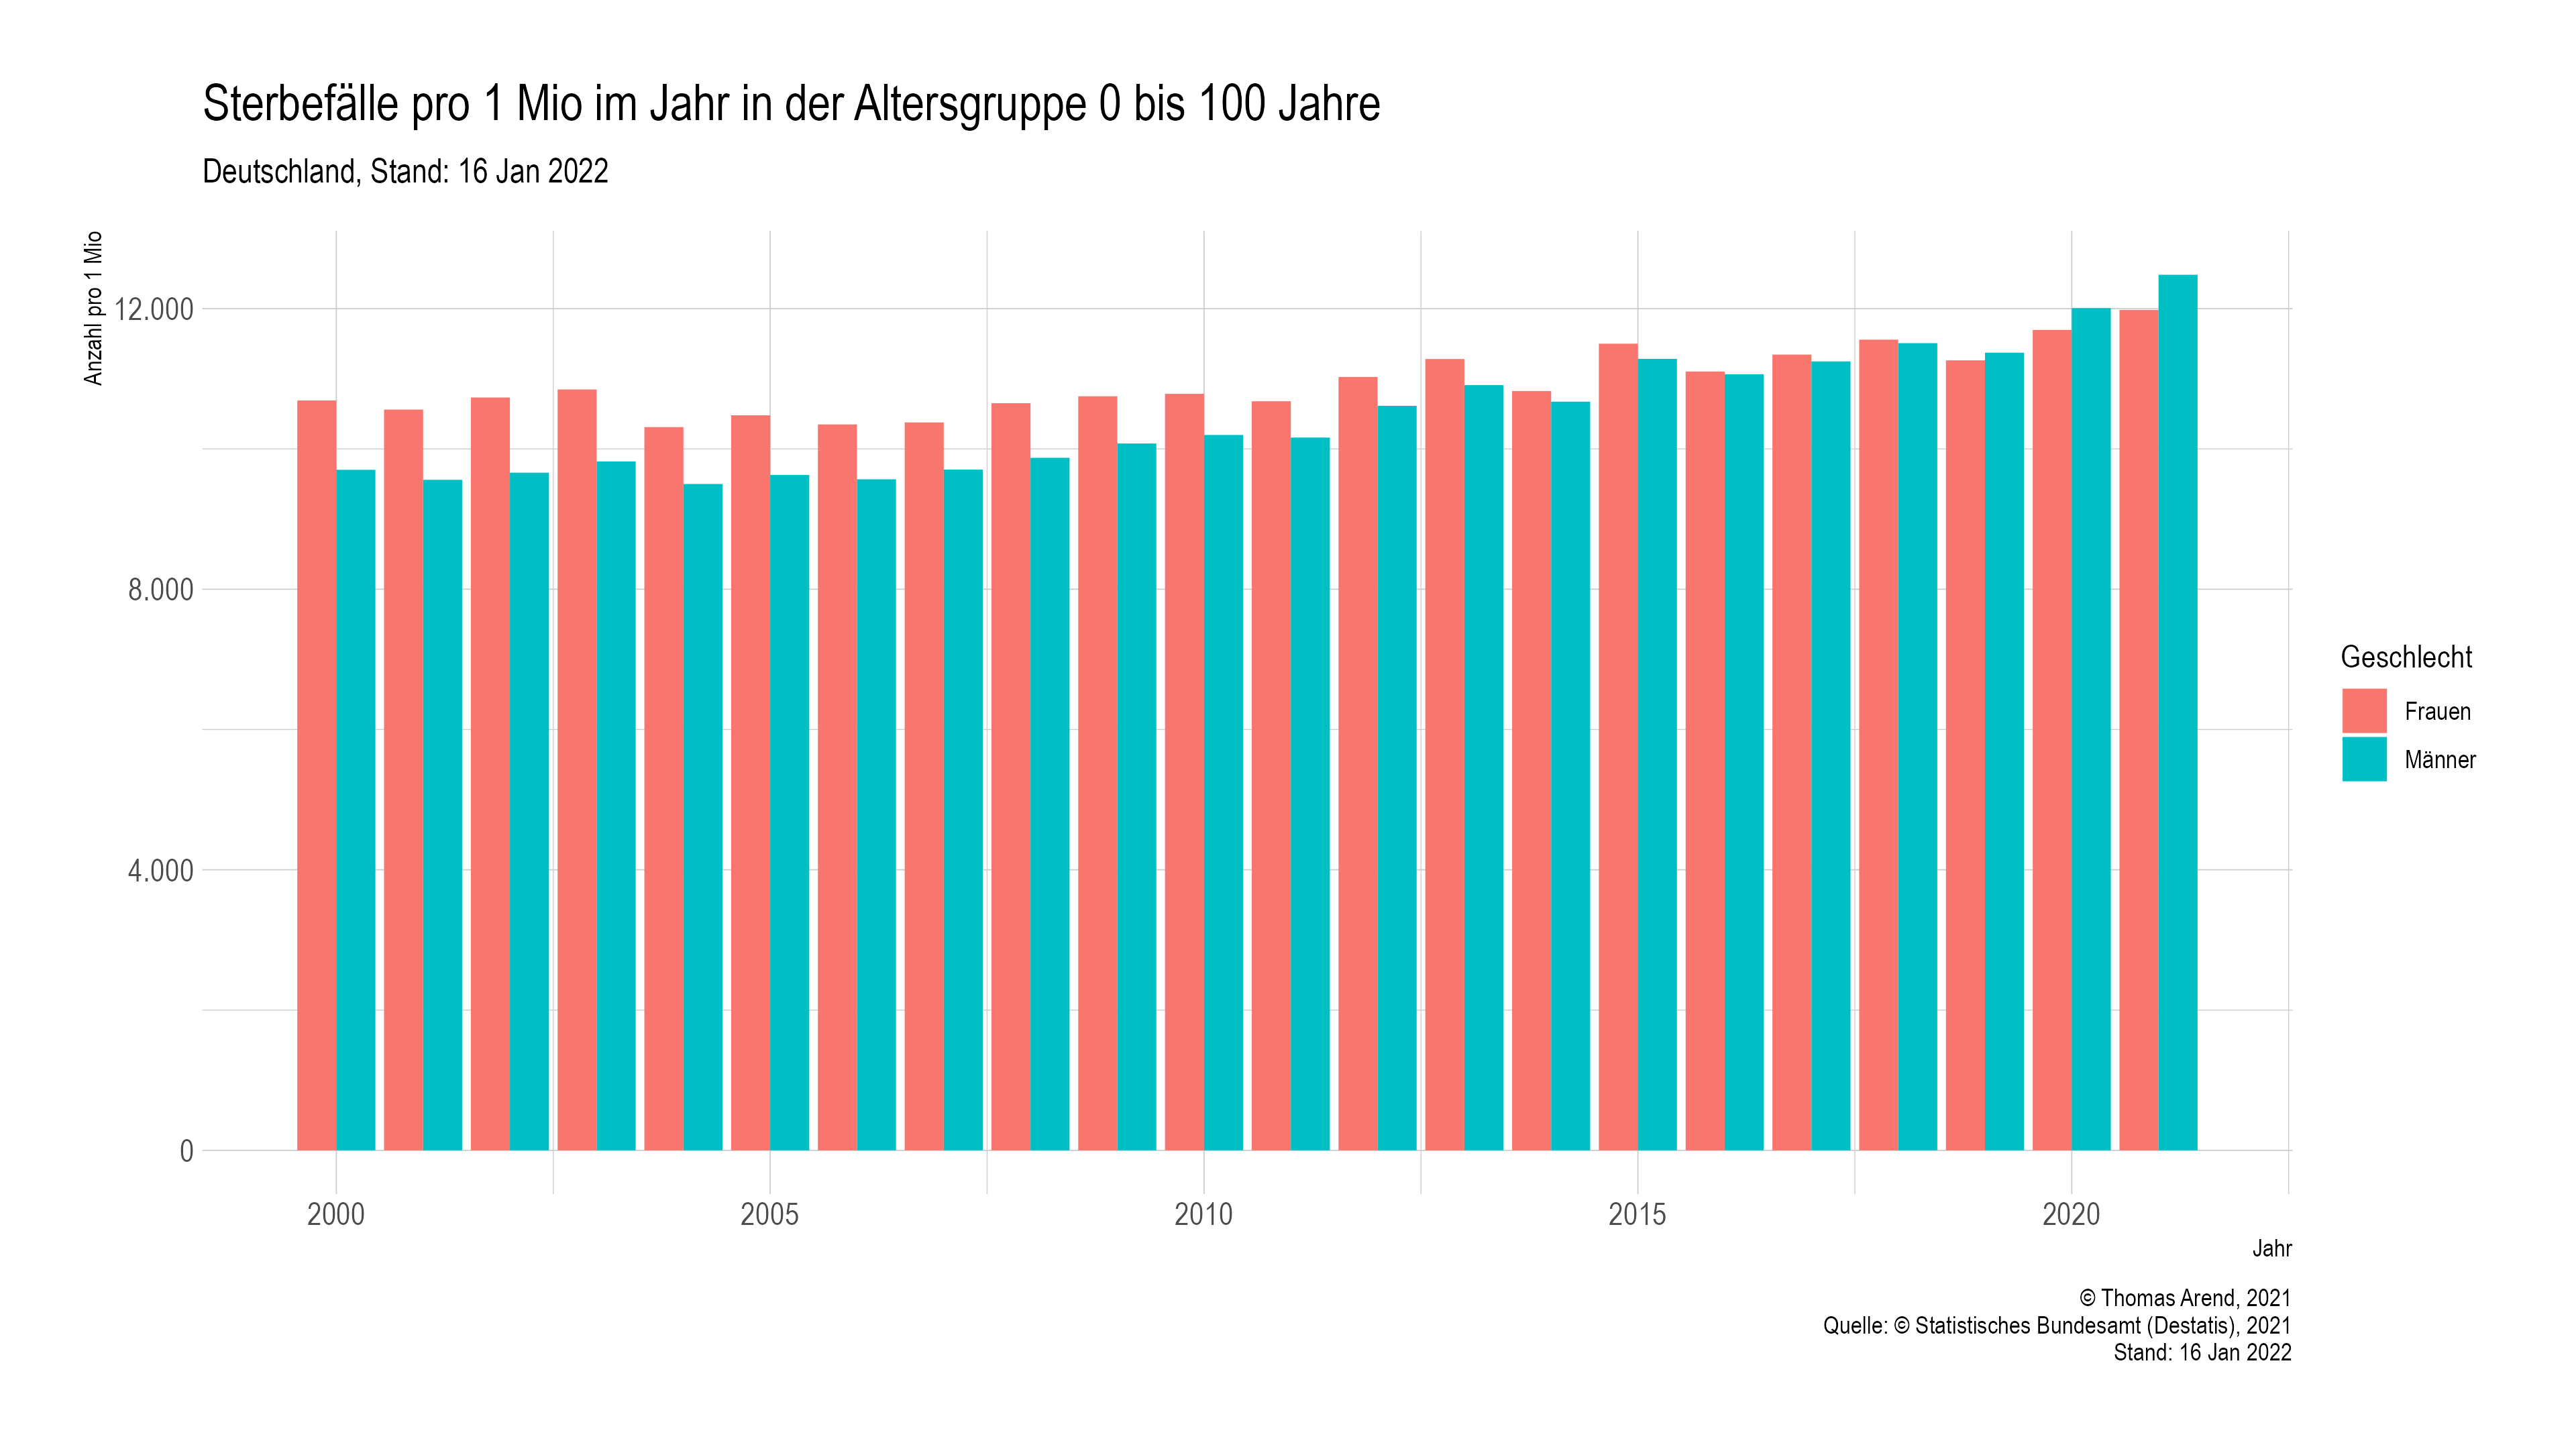 Sterbefälle pro 1 Mio im Jahr in der Altersgruppe 0 bis 100 Jahre
Deutschland, Stand: 16 Jan 2022
Anzahl pro 1 Mio
12.000
8.000
4.000
0
2000
2005
2010
2015
2020
Jahr
Geschlecht
Frauen
Männer
© Thomas Arend, 2021
Quelle: © Statistisches Bundesamt (Destatis), 2021
Stand: 16 Jan 2022